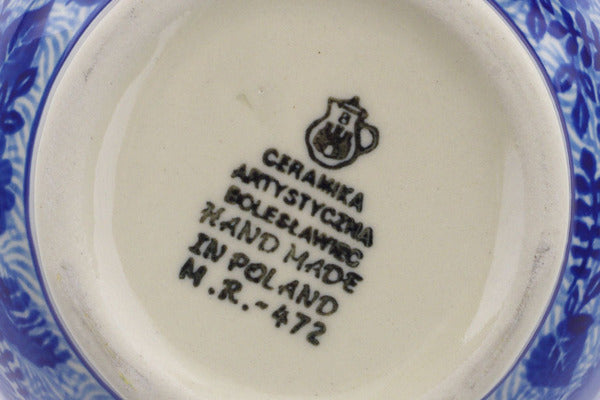 B
CERAMIKA
ARTYSTYCZNA
BOLESŁAWIEC
HAND MADE
IN POLAND
M.R.-472